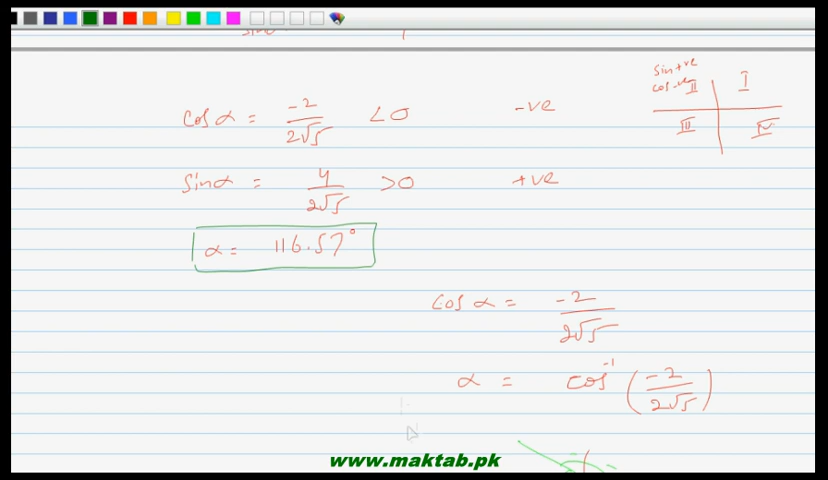 sin+ve
cos-ve II I
III IV
cos α = -2/2√5 <0 -ve
sin α = 4/2√5 >0 +ve
α = 116.57°
cos α = -2/2√5
α = cos⁻¹ (-2/2√5)
www.maktab.pk